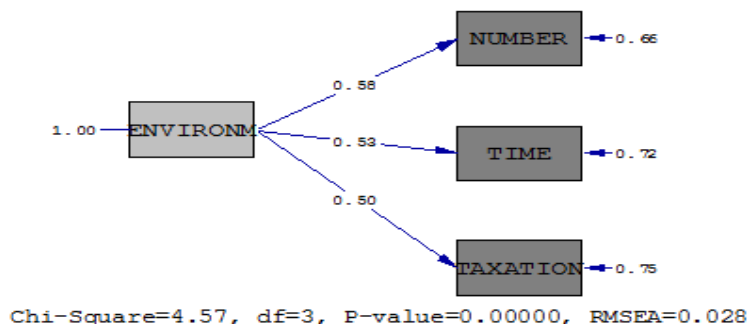 NUMBER
0.66
0.58
1.00
ENVIRONM
0.53
TIME
0.72
0.50
TAXATION
0.75
Chi-Square=4.57, df=3, P-value=0.00000, RMSEA=0.028